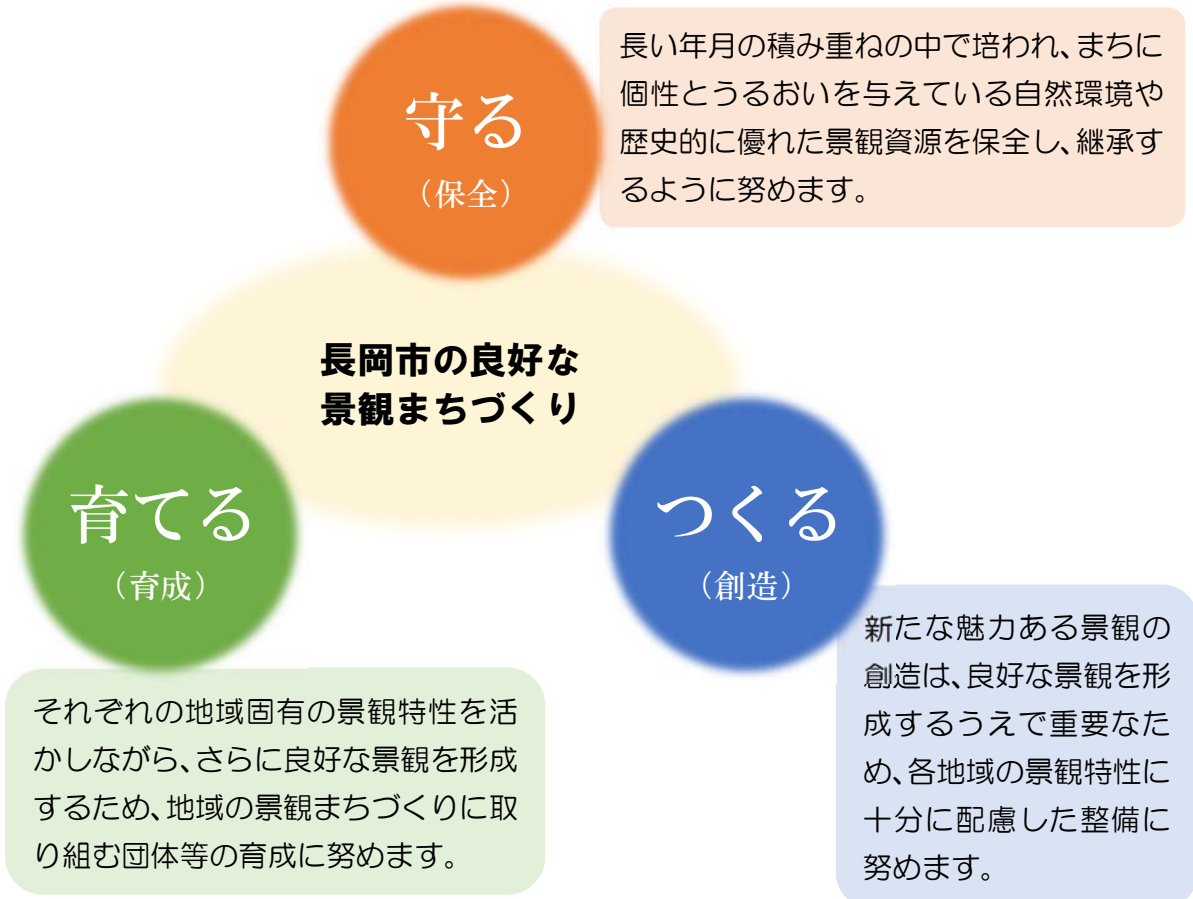 守る
（保全）
長い年月の積み重ねの中で培われ、まちに
個性とうるおいを与えている自然環境や
歴史的に優れた景観資源を保全し、継承す
るように努めます。
長岡市の良好な
景観まちづくり
育てる
（育成）
それぞれの地域固有の景観特性を活
かしながら、さらに良好な景観を形成
するため、地域の景観まちづくりに取
り組む団体等の育成に努めます。
つくる
（創造）
新たな魅力ある景観の
創造は、良好な景観を形
成するうえで重要なた
め、各地域の景観特性に
十分に配慮した整備に
努めます。